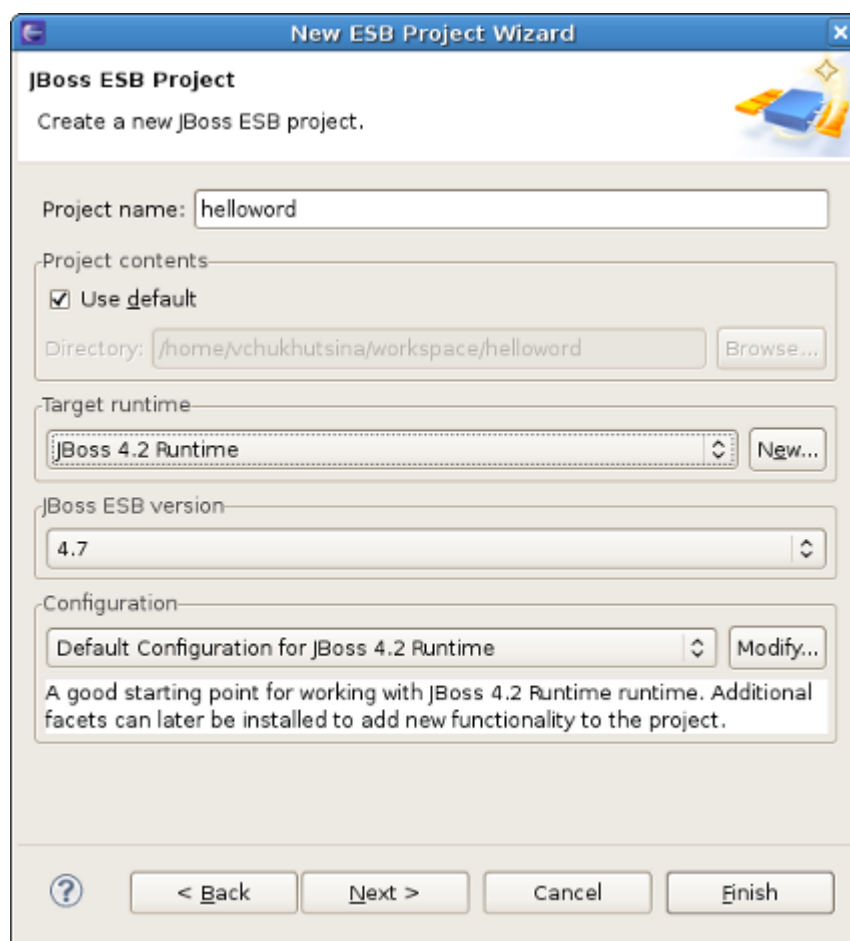 New ESB Project Wizard
JBoss ESB Project
Create a new JBoss ESB project.
Project name: helloword
Project contents
Use default
Directory: /home/vchukhutsina/workspace/helloword Browse...
Target runtime
JBoss 4.2 Runtime New...
JBoss ESB version
4.7
Configuration
Default Configuration for JBoss 4.2 Runtime Modify...
A good starting point for working with JBoss 4.2 Runtime runtime. Additional
facets can later be installed to add new functionality to the project.
? < Back Next > Cancel Finish